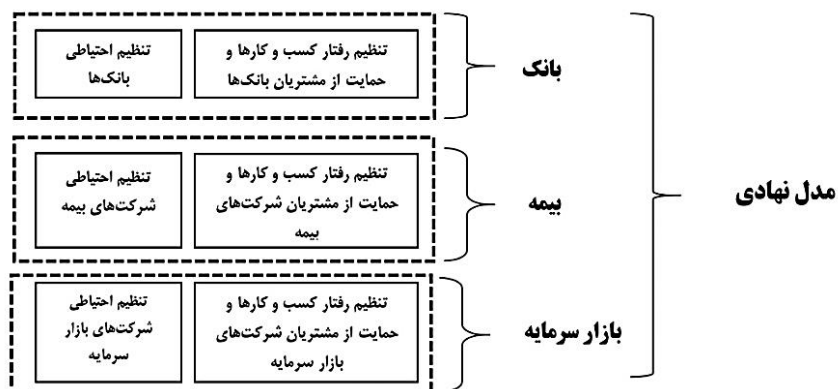 مدل نهادی
بانک
تنظیم رفتار کسب و کارها و
حمایت از مشتریان بانک‌ها
تنظیم احتیاطی
بانک‌ها
بیمه
تنظیم رفتار کسب و کارها و
حمایت از مشتریان شرکت‌های
بیمه
تنظیم احتیاطی
شرکت‌های بیمه
بازار سرمایه
تنظیم رفتار کسب و کارها و
حمایت از مشتریان شرکت‌های
بازار سرمایه
تنظیم احتیاطی
شرکت‌های بازار
سرمایه